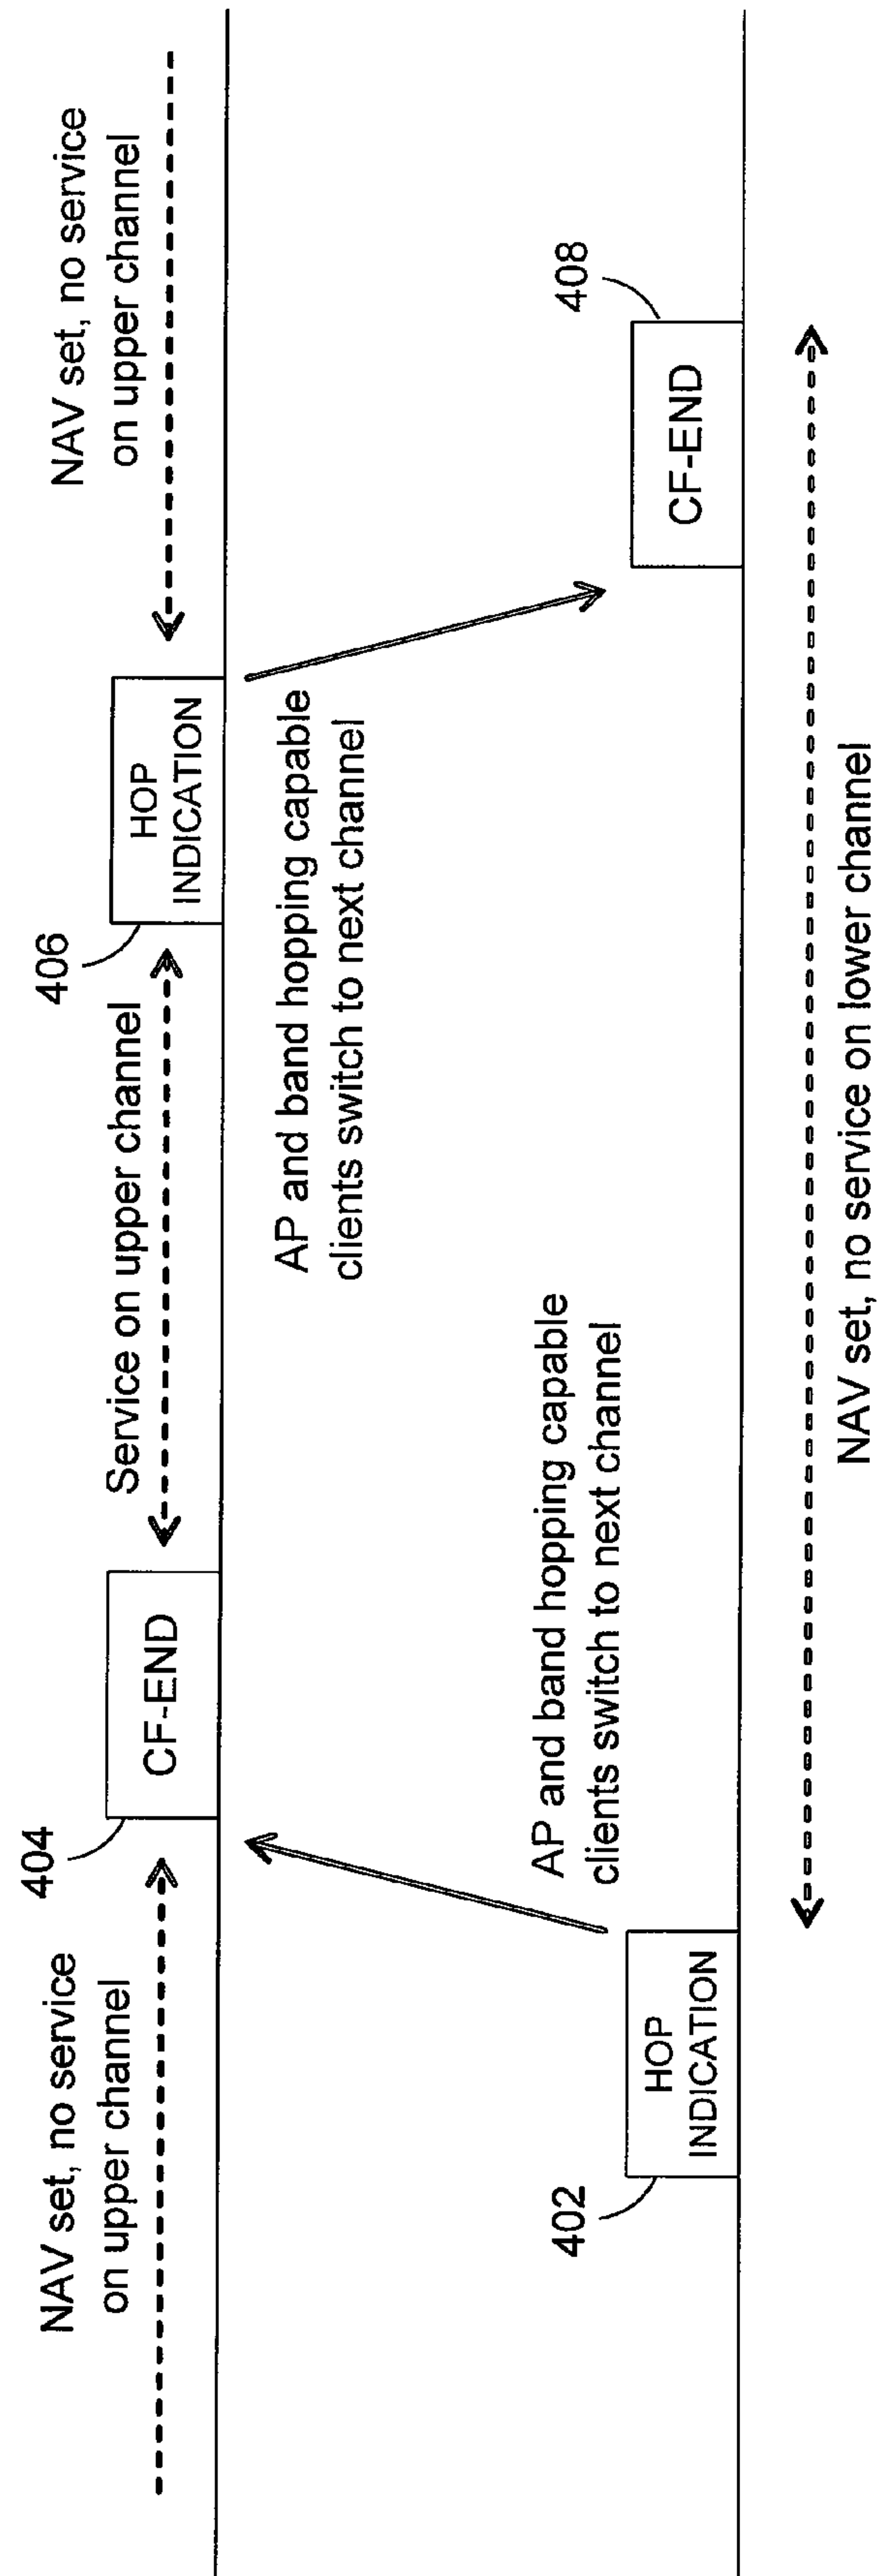 NAV set, no service
on upper channel
404
CF-END
Service on upper channel
406
HOP
INDICATION
NAV set, no service
on upper channel
AP and band hopping capable
clients switch to next channel
AP and band hopping capable
clients switch to next channel
402
HOP
INDICATION
408
CF-END
NAV set, no service on lower channel